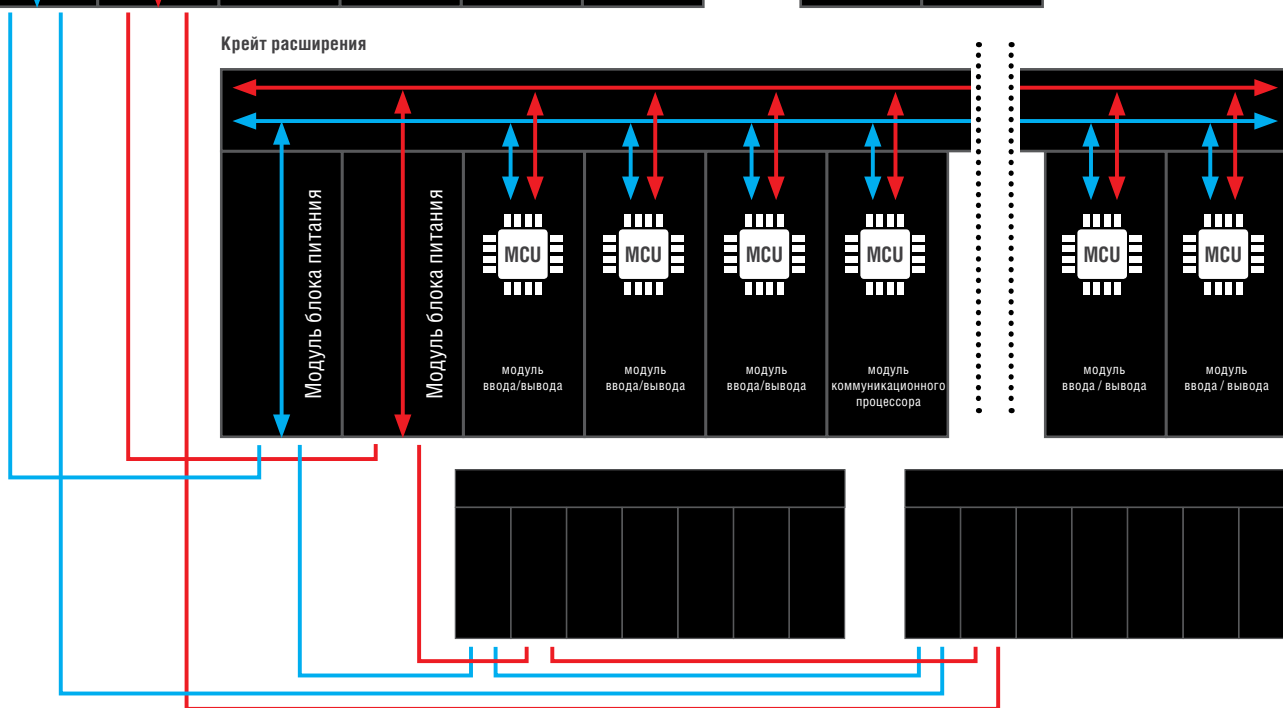 Крейт расширения
Модуль блока питания
Модуль блока питания
MCU
MCU
MCU
MCU
MCU
MCU
модуль
ввода/вывода
модуль
ввода/вывода
модуль
ввода/вывода
модуль
коммуникационного
процессора
модуль
ввода / вывода
модуль
ввода / вывода